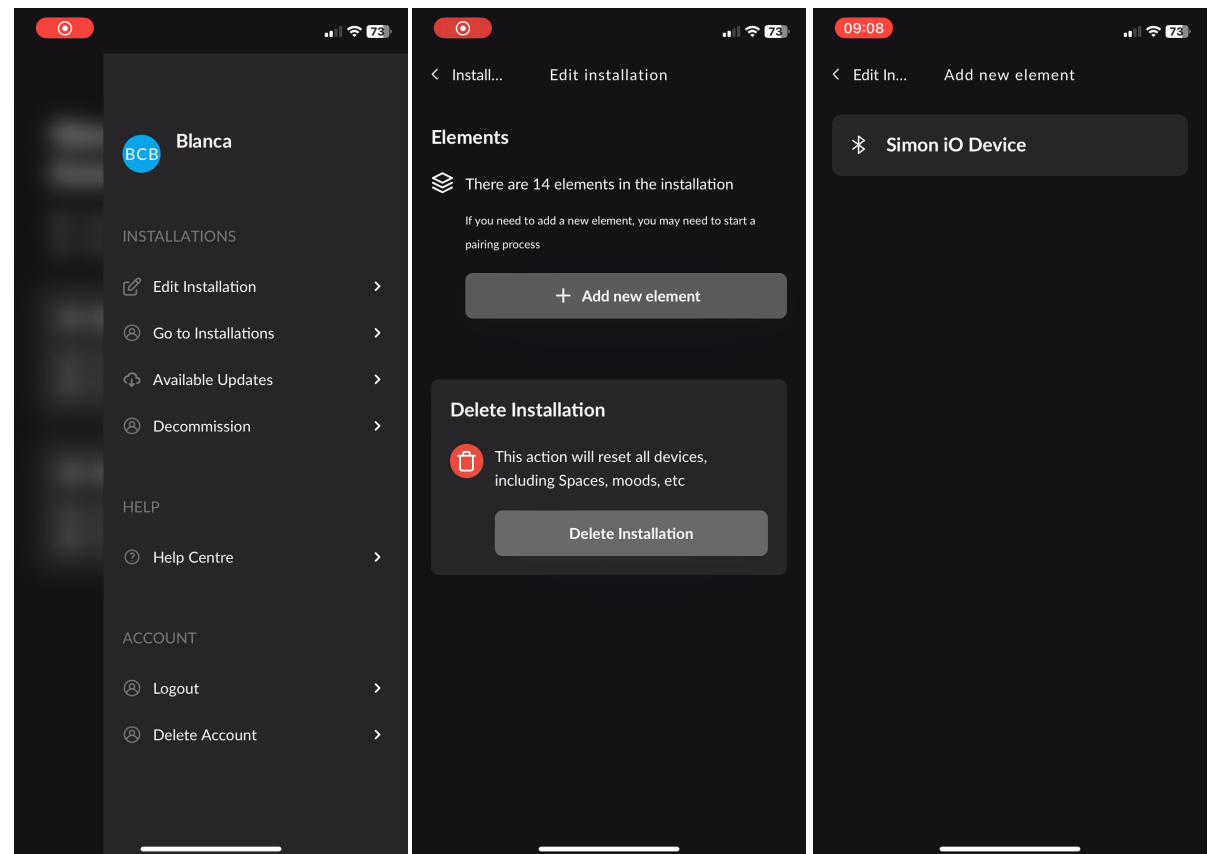 73
BCB
Blanca
INSTALLATIONS
Edit Installation
Go to Installations
Available Updates
Decommission
HELP
Help Centre
ACCOUNT
Logout
Delete Account
73
Install...
Edit installation
Elements
There are 14 elements in the installation
If you need to add a new element, you may need to start a
pairing process
Add new element
Delete Installation
This action will reset all devices,
including Spaces, moods, etc
Delete Installation
09:08
73
Edit In...
Add new element
Simon iO Device